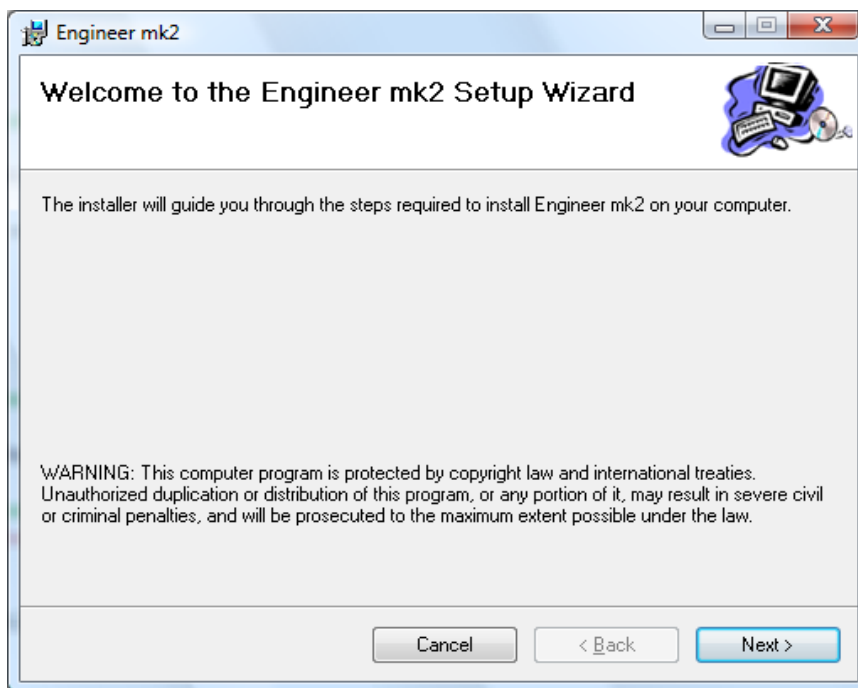 Engineer mk2
Welcome to the Engineer mk2 Setup Wizard
The installer will guide you through the steps required to install Engineer mk2 on your computer.
WARNING: This computer program is protected by copyright law and international treaties.
Unauthorized duplication or distribution of this program, or any portion of it, may result in severe civil
or criminal penalties, and will be prosecuted to the maximum extent possible under the law.
Cancel
< Back
Next >